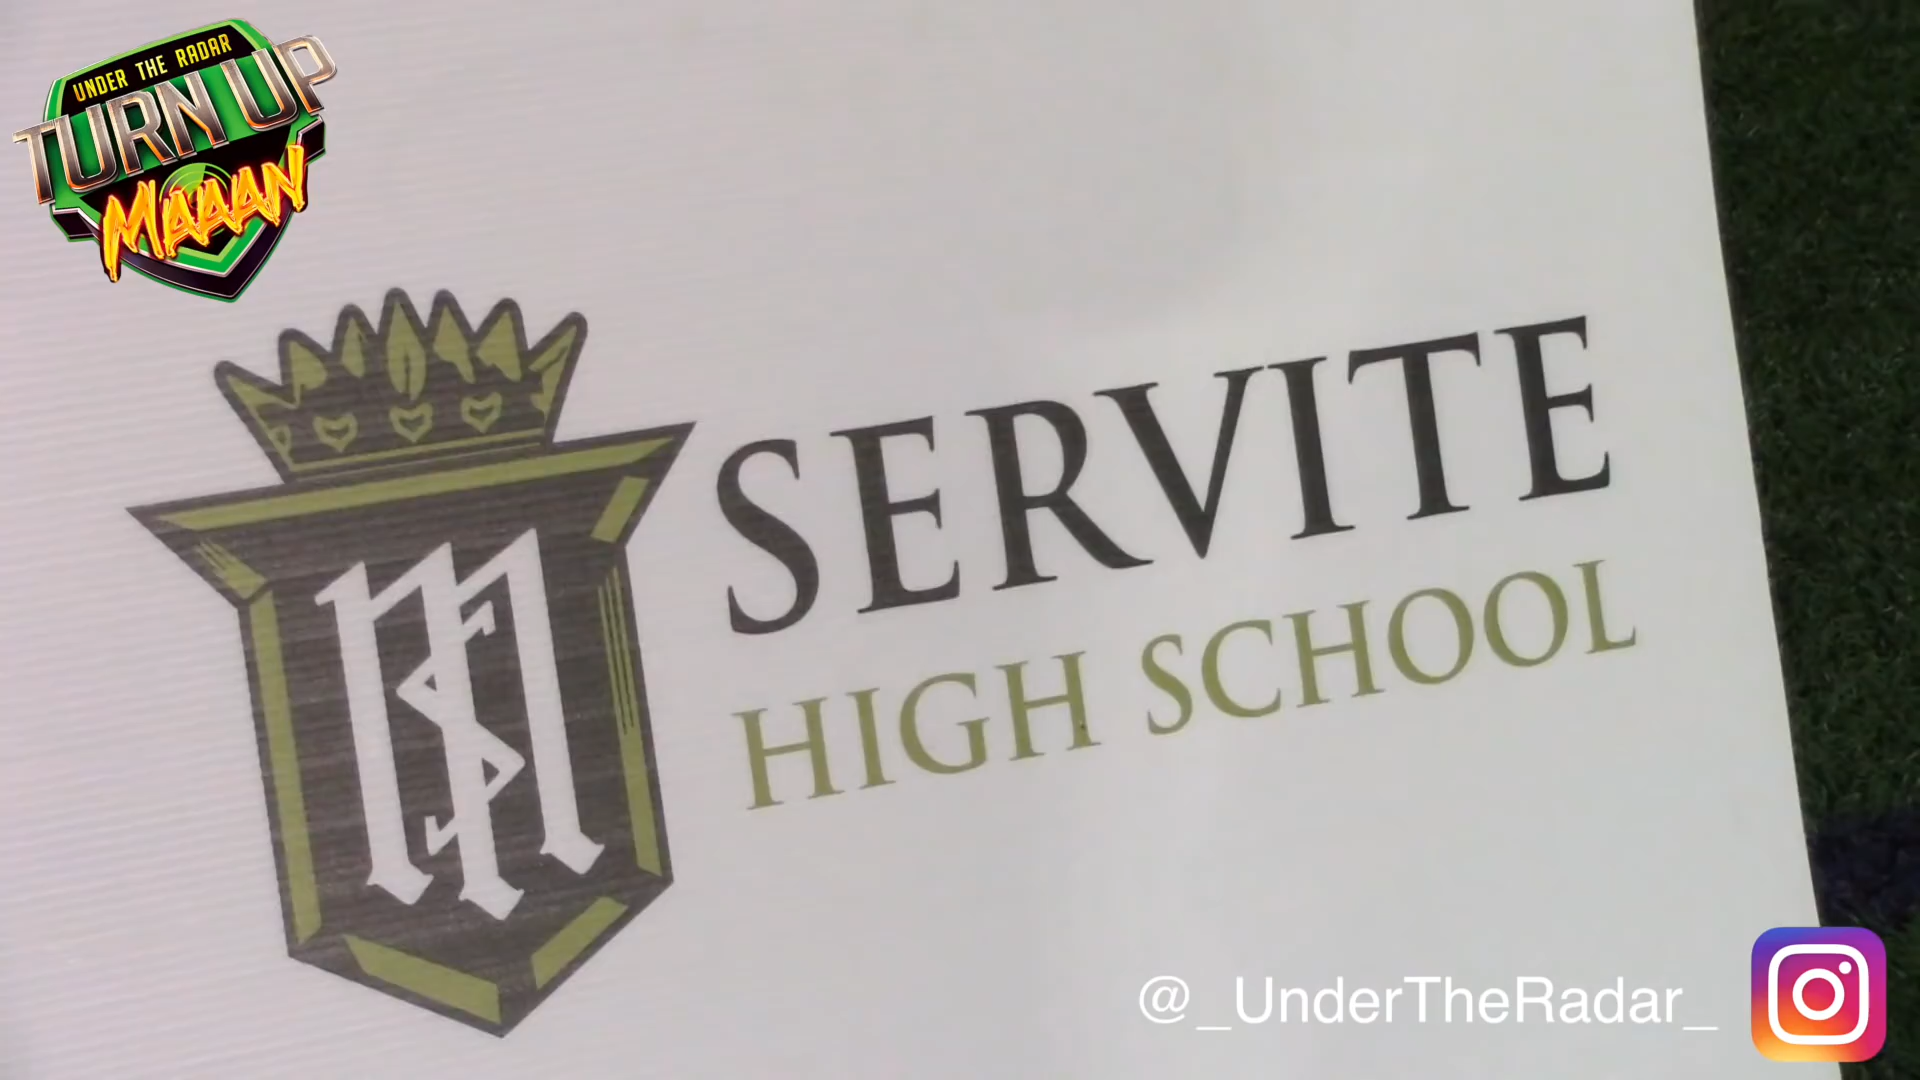 UNDER THE RADAR
TURN UP
MAAAN
SERVITE
HIGH SCHOOL
@_UnderTheRadar_